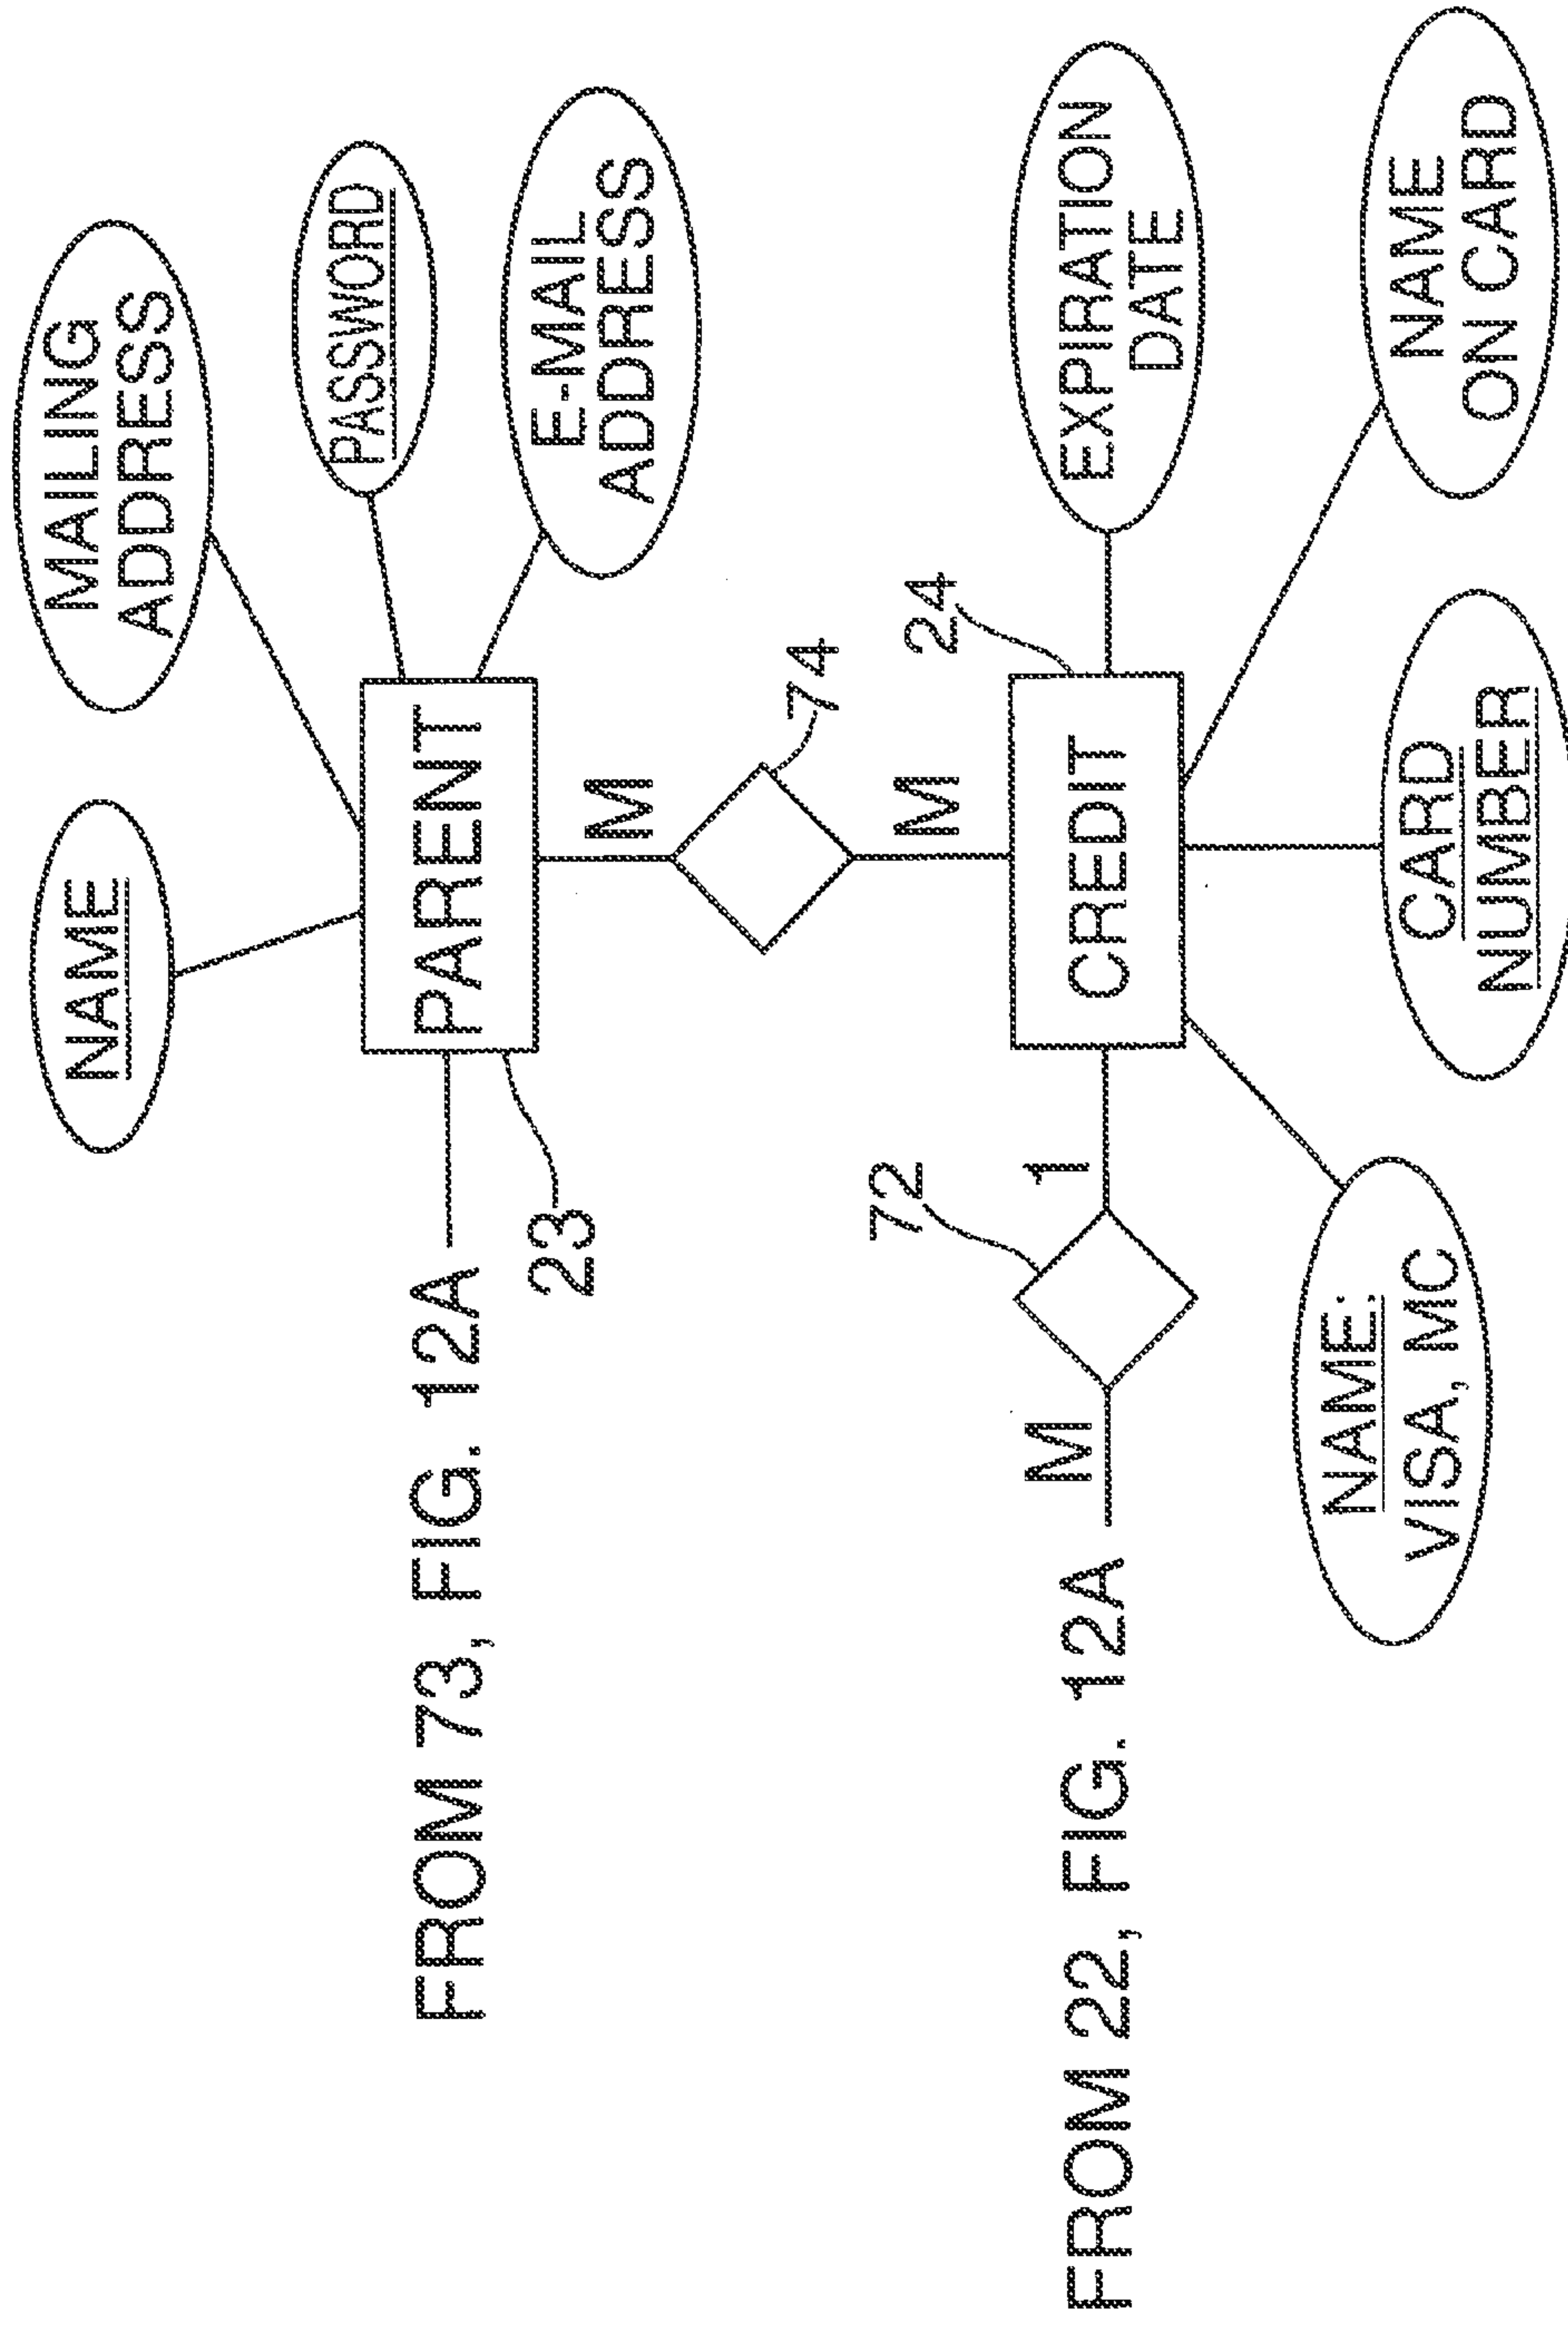 NAME
MAILING
ADDRESS
PASSWORD
E-MAIL
ADDRESS
FROM 73, FIG. 12A
PARENT
23
M
74
M
24
72
FROM 22, FIG. 12A
M
1
CREDIT
EXPIRATION
DATE
NAME:
VISA, MC
CARD
NUMBER
NAME
ON CARD